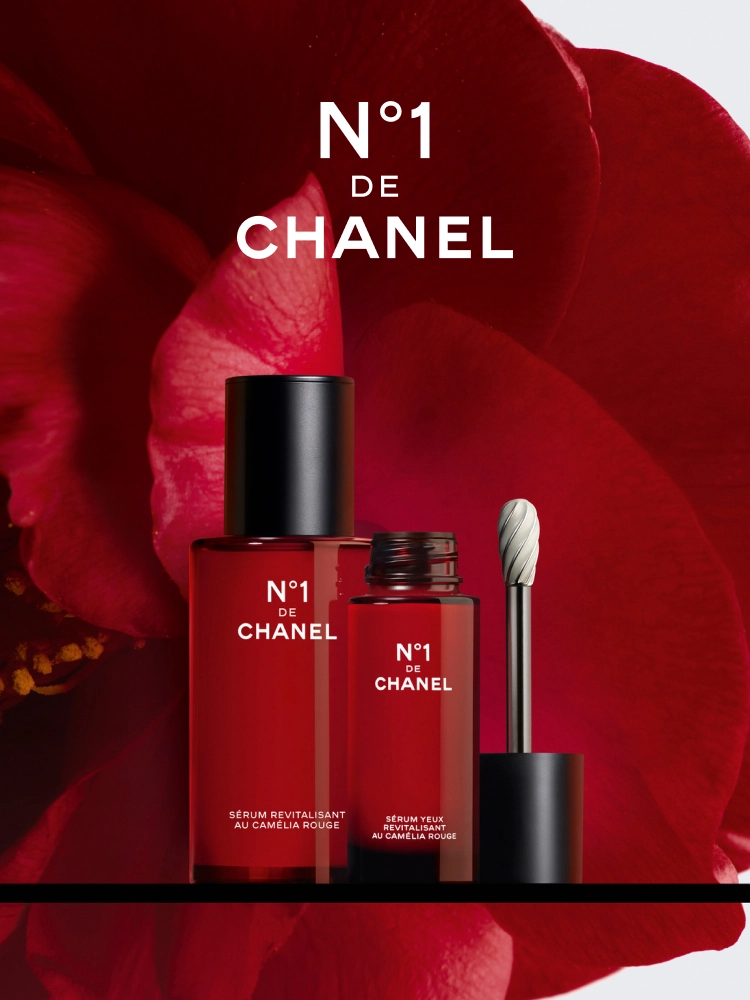 N°1
DE
CHANEL
N°1
DE
CHANEL
SÉRUM REVITALISANT
AU CAMÉLIA ROUGE
N°1
DE
CHANEL
SÉRUM YEUX
REVITALISANT
AU CAMÉLIA ROUGE